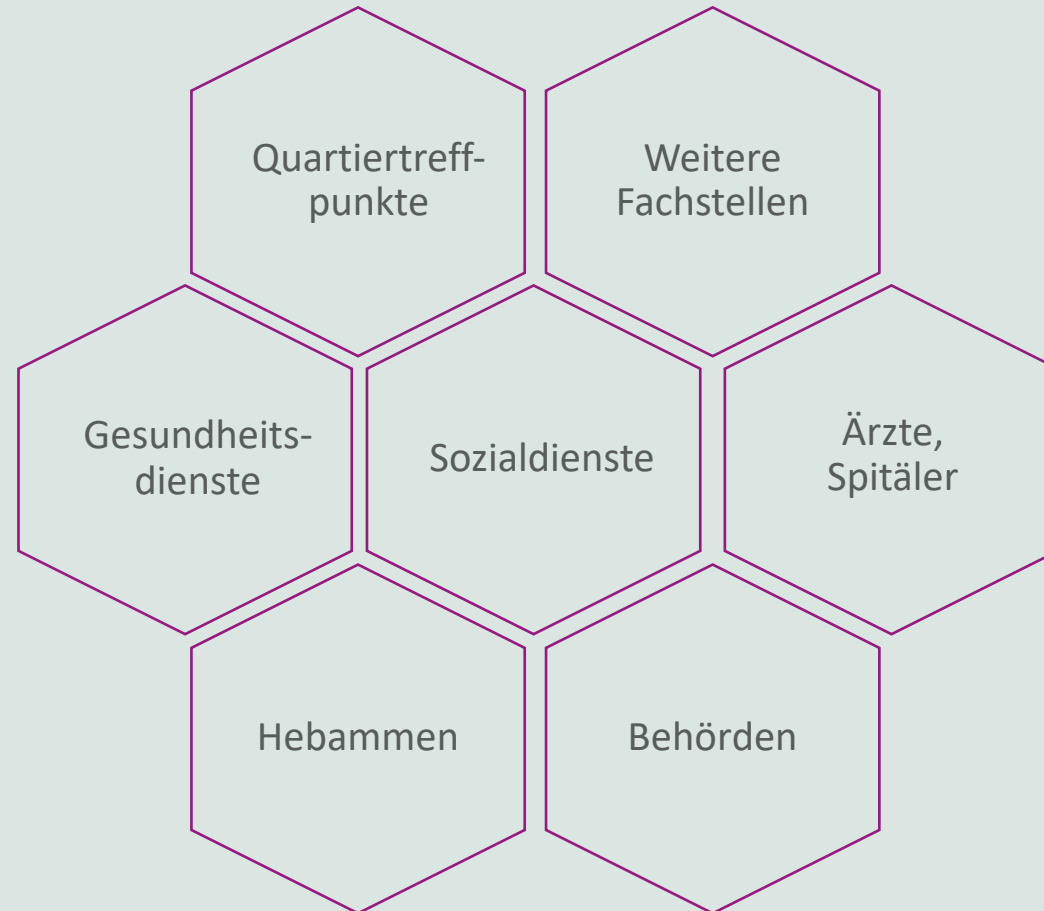 Quartiertreff-
punkte
Weitere
Fachstellen
Gesundheits-
dienste
Sozialdienste
Ärzte,
Spitäler
Hebammen
Behörden